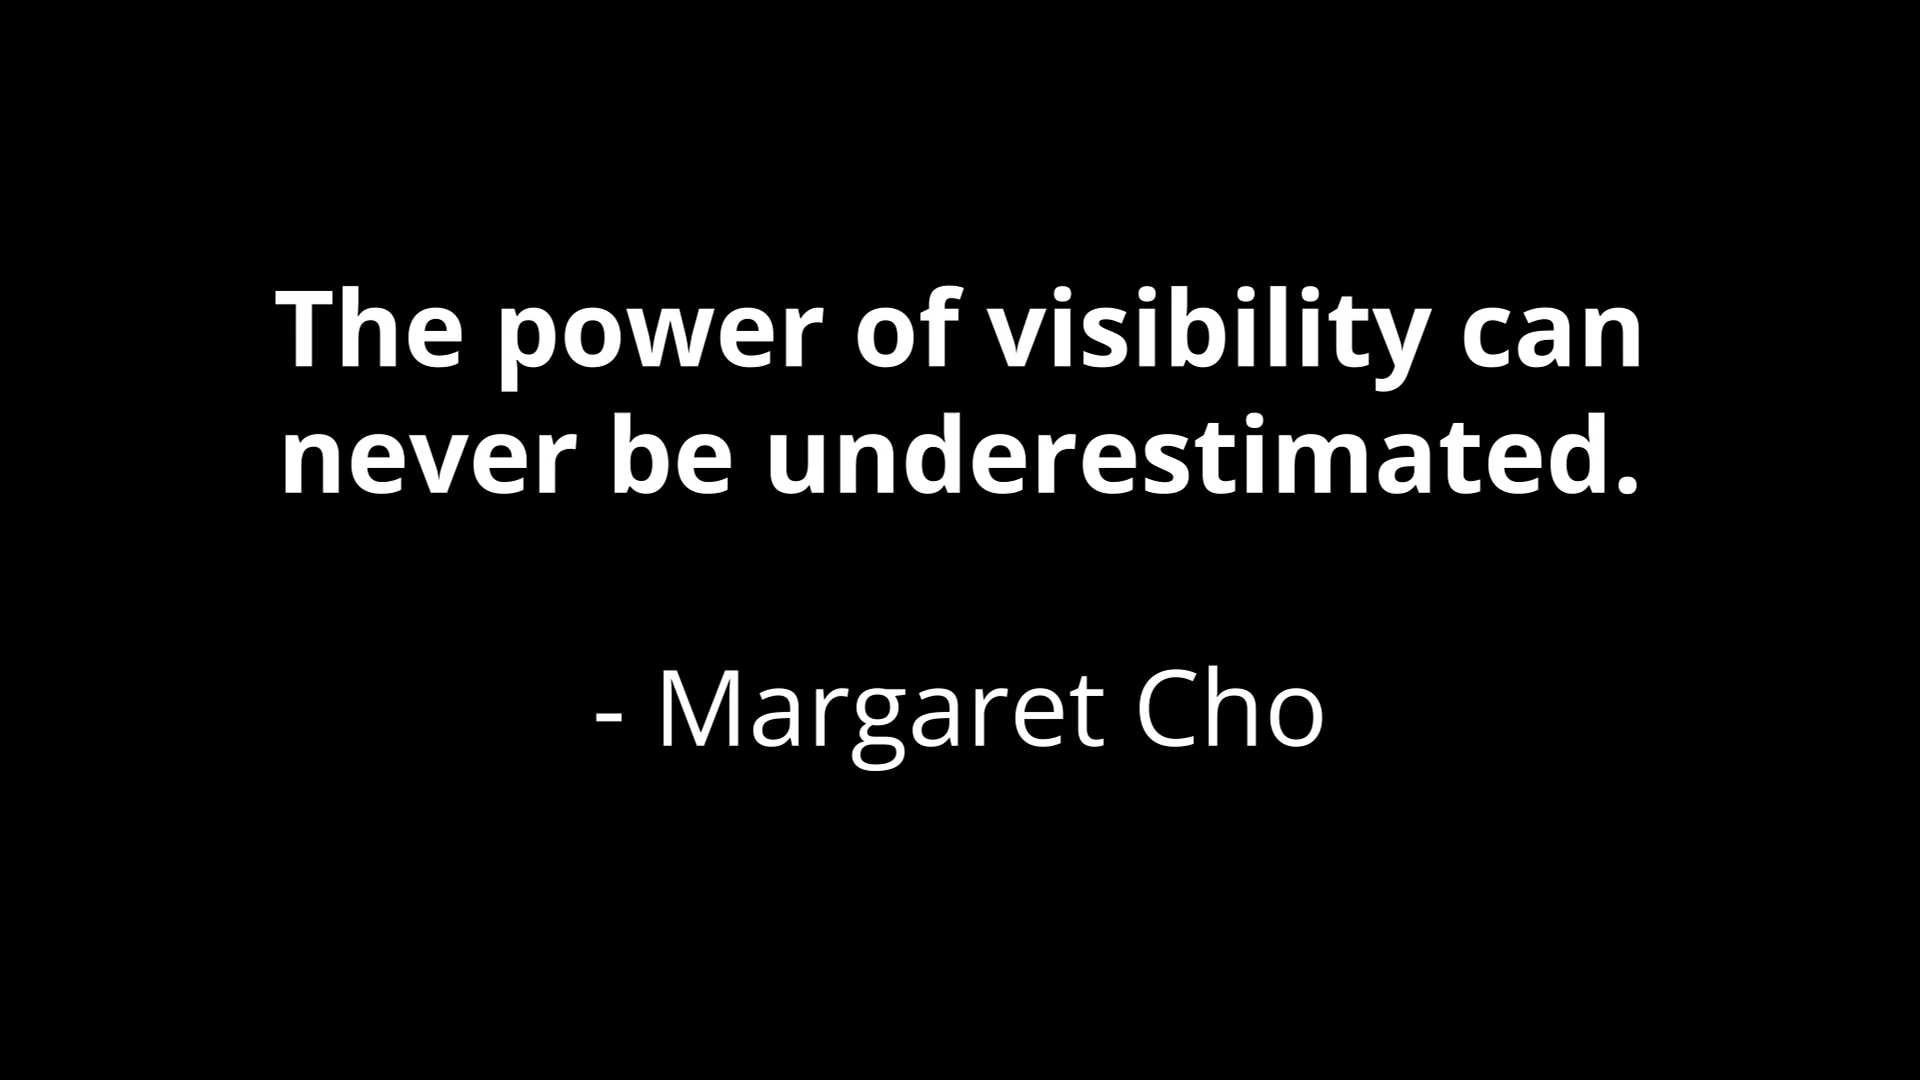 The power of visibility can
never be underestimated.
- Margaret Cho